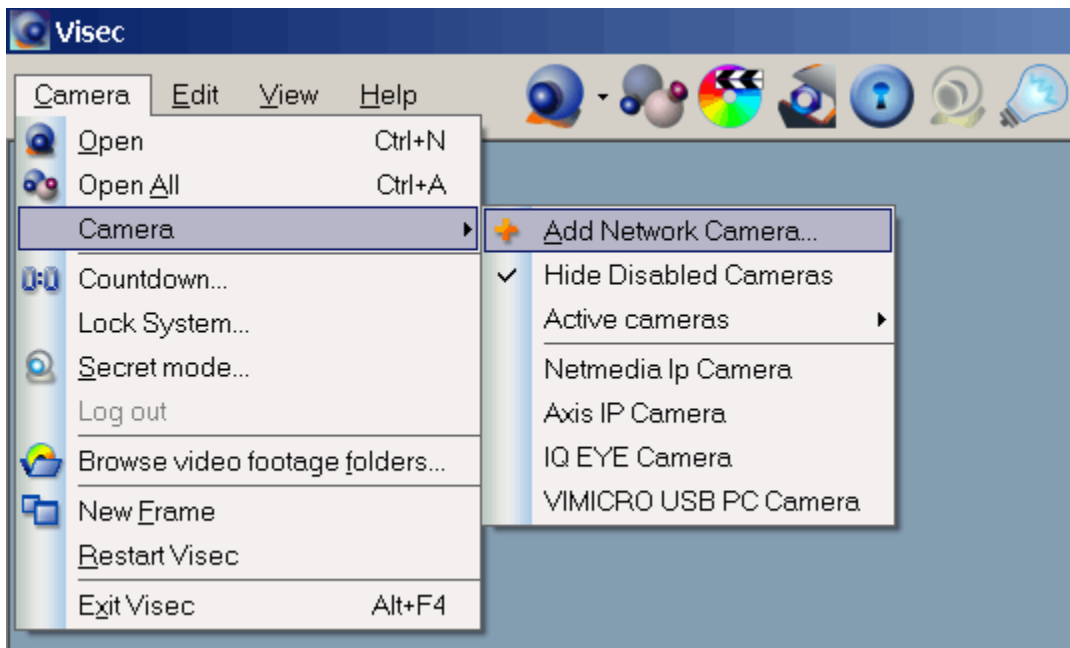 Visec
Camera Edit View Help
Open Ctrl+N
Open All Ctrl+A
Camera
Countdown...
Lock System...
Secret mode...
Log out
Browse video footage folders...
New Frame
Restart Visec
Exit Visec Alt+F4
Add Network Camera...
Hide Disabled Cameras
Active cameras
Netmedia Ip Camera
Axis IP Camera
IQ EYE Camera
VIMICRO USB PC Camera